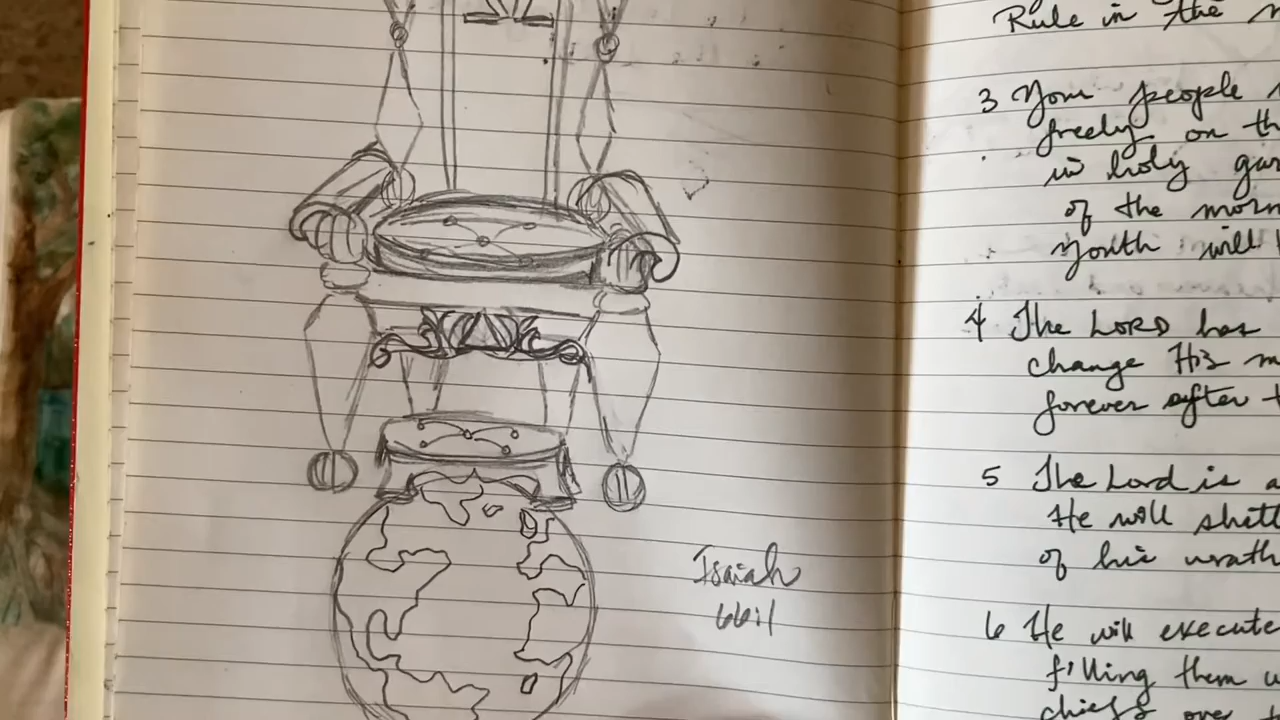 Isaiah
66:1
Rule in the
3 Your people
freely on th
in holy gar
of the morn
youth will
4 The LORD has
change His m
forever after t
5 The Lord is a
He will shatt
of his wrath
6 He will execute
filling them w
chiefs over t